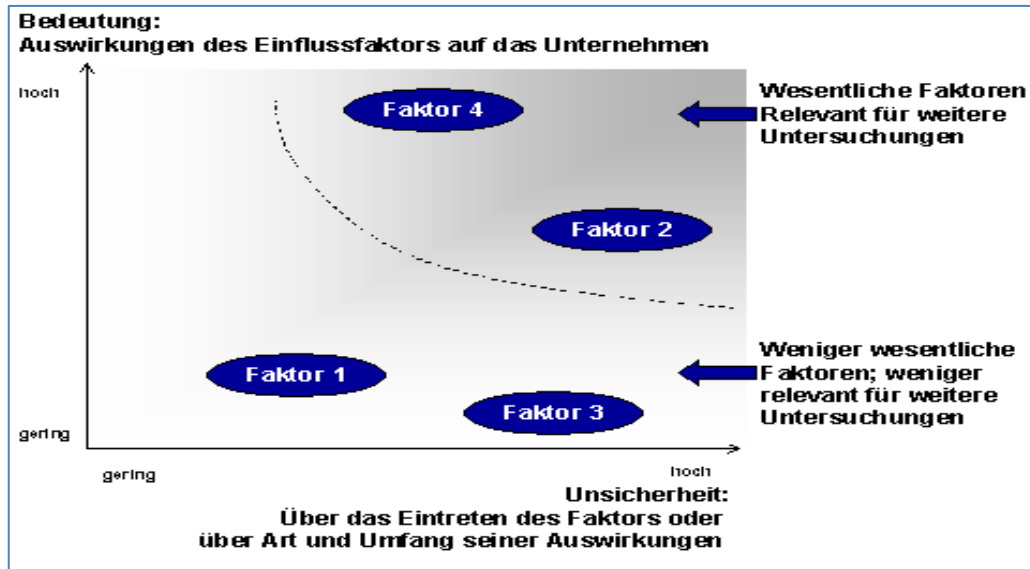 Bedeutung:
Auswirkungen des Einflussfaktors auf das Unternehmen
hoch
Faktor 4
Wesentliche Faktoren
Relevant für weitere
Untersuchungen
Faktor 2
Faktor 1
Weniger wesentliche
Faktoren; weniger
relevant für weitere
Untersuchungen
Faktor 3
gering
gering
hoch
Unsicherheit:
Über das Eintreten des Faktors oder
über Art und Umfang seiner Auswirkungen